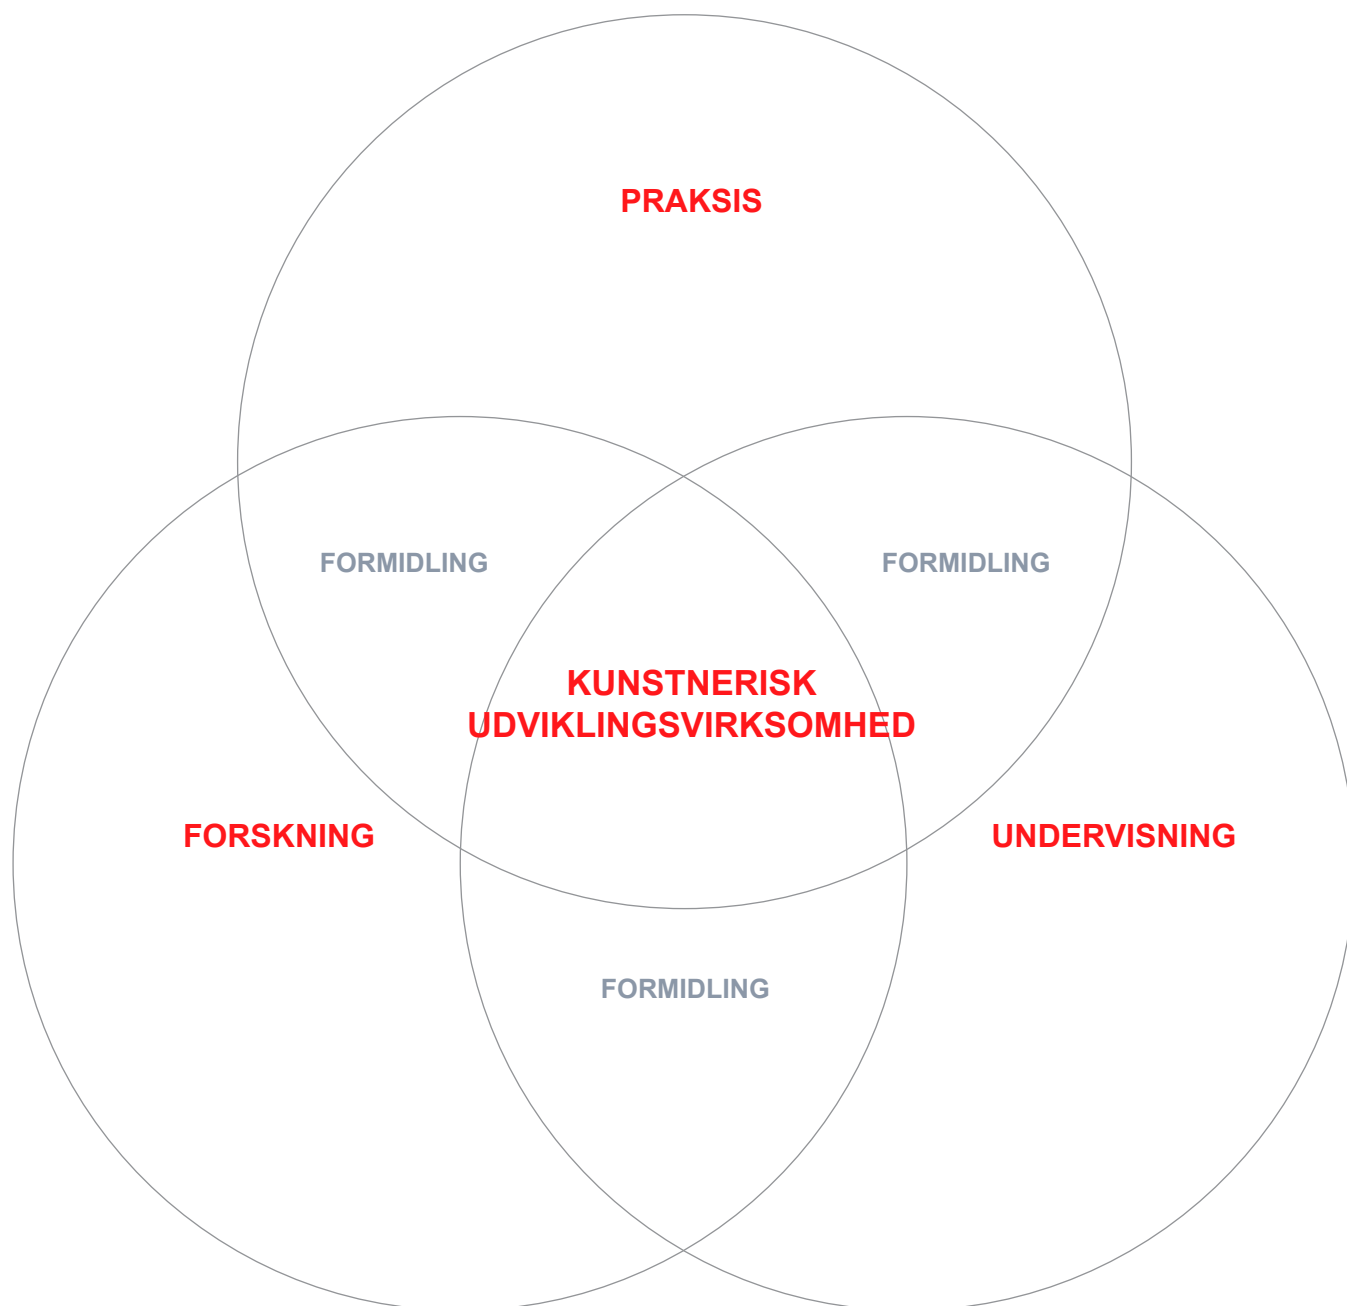 PRAKSIS
FORMIDLING
FORMIDLING
KUNSTNERISK
UDVIKLINGSVIRKSOMHED
FORSKNING
UNDERVISNING
FORMIDLING